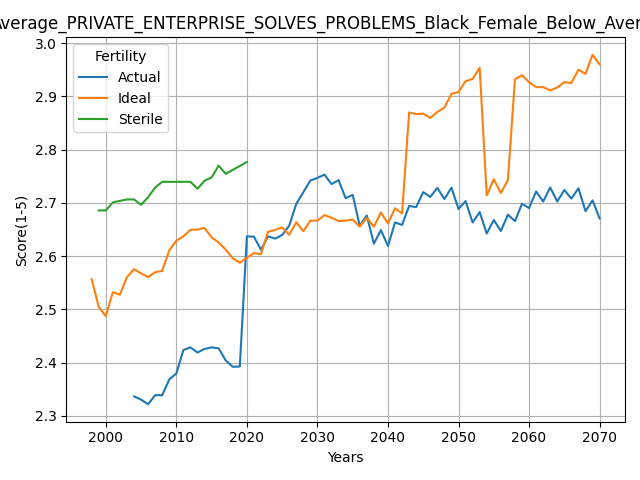 Average_PRIVATE_ENTERPRISE_SOLVES_PROBLEMS_Black_Female_Below_Aver
Fertility
Actual
Ideal
Sterile
Score(1-5)
3.0
2.9
2.8
2.7
2.6
2.5
2.4
2.3
2000 2010 2020 2030 2040 2050 2060 2070
Years